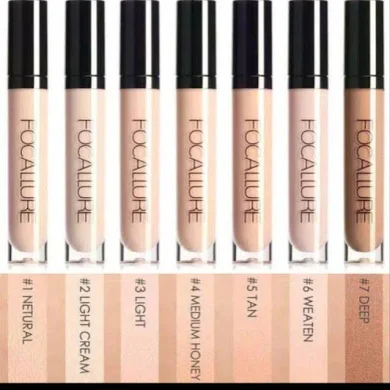 FOCALLURE
FOCALLURE
FOCALLURE
FOCALLURE
FOCALLURE
FOCALLURE
FOCALLURE
#1 NETURAL
#2 LIGHT CREAM
#3 LIGHT
#4 MEDIUM HONEY
#5 TAN
#6 WEATEN
#7 DEEP